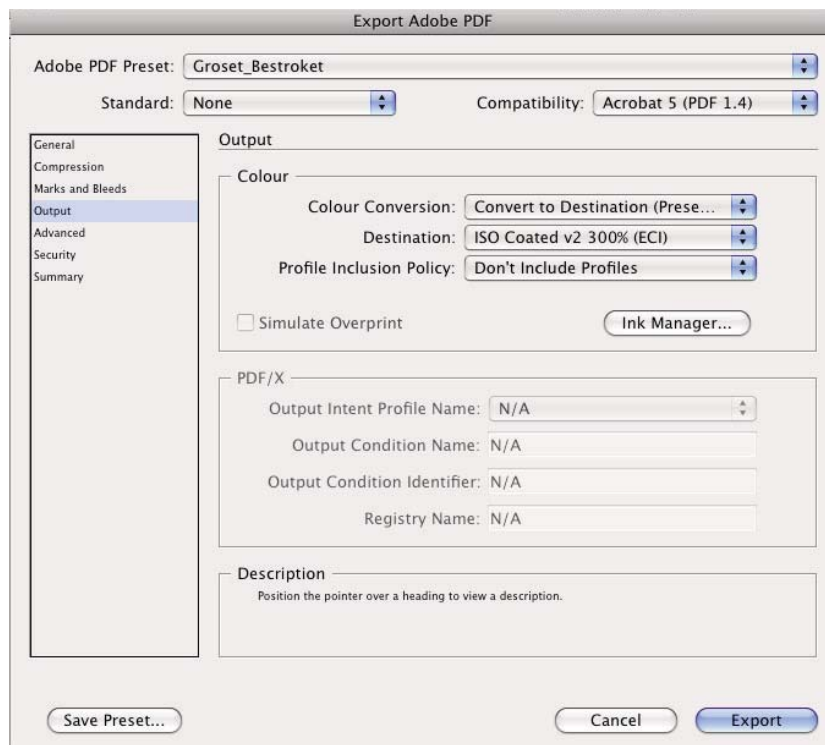 Export Adobe PDF
Adobe PDF Preset: Groset_Bestroket
Standard: None Compatibility: Acrobat 5 (PDF 1.4)
General
Compression
Marks and Bleeds
Output
Advanced
Security
Summary
Output
Colour
Colour Conversion: Convert to Destination (Prese...
Destination: ISO Coated v2 300% (ECI)
Profile Inclusion Policy: Don't Include Profiles
Simulate Overprint Ink Manager...
PDF/X
Output Intent Profile Name: N/A
Output Condition Name: N/A
Output Condition Identifier: N/A
Registry Name: N/A
Description
Position the pointer over a heading to view a description.
Save Preset... Cancel Export